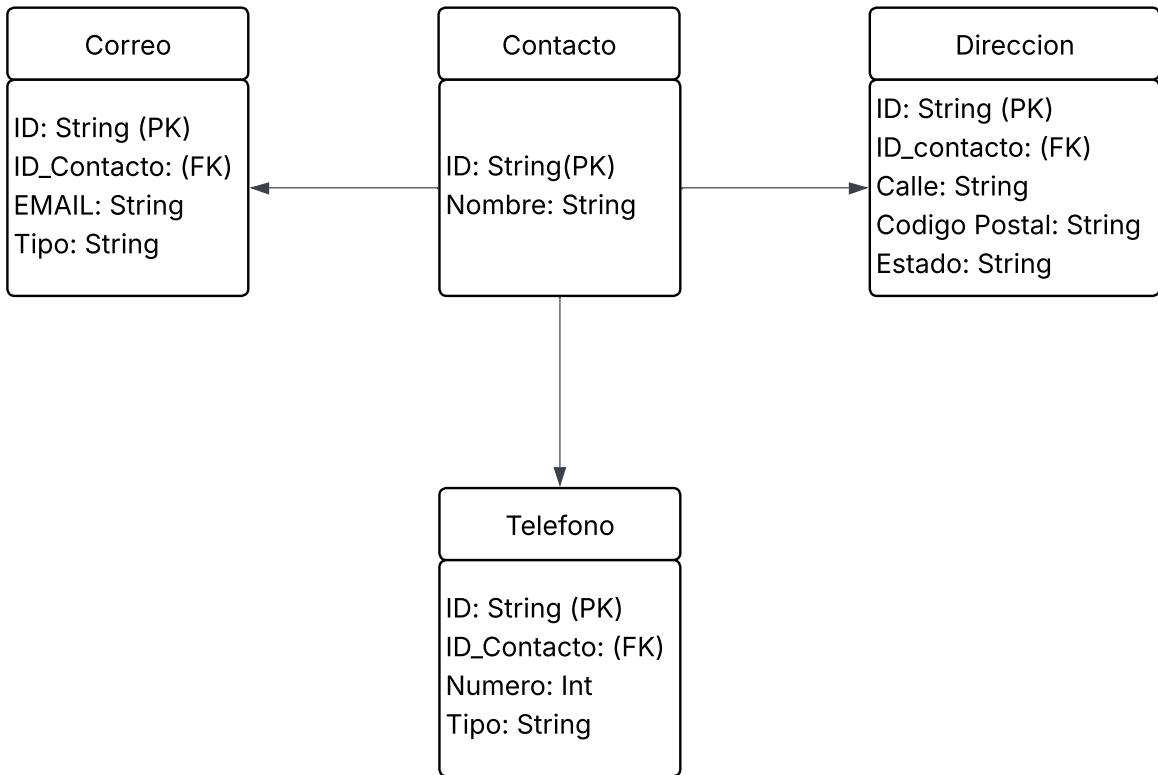 Correo
ID: String (PK)
ID_Contacto: (FK)
EMAIL: String
Tipo: String
Contacto
ID: String(PK)
Nombre: String
Direccion
ID: String (PK)
ID_contacto: (FK)
Calle: String
Codigo Postal: String
Estado: String
Telefono
ID: String (PK)
ID_Contacto: (FK)
Numero: Int
Tipo: String